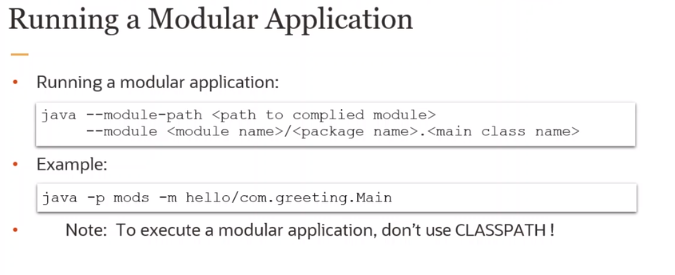 Running a Modular Application
• Running a modular application:
java --module-path <path to complied module>
--module <module name>/<package name>.<main class name>
• Example:
java -p mods -m hello/com.greeting.Main
• Note: To execute a modular application, don't use CLASSPATH !